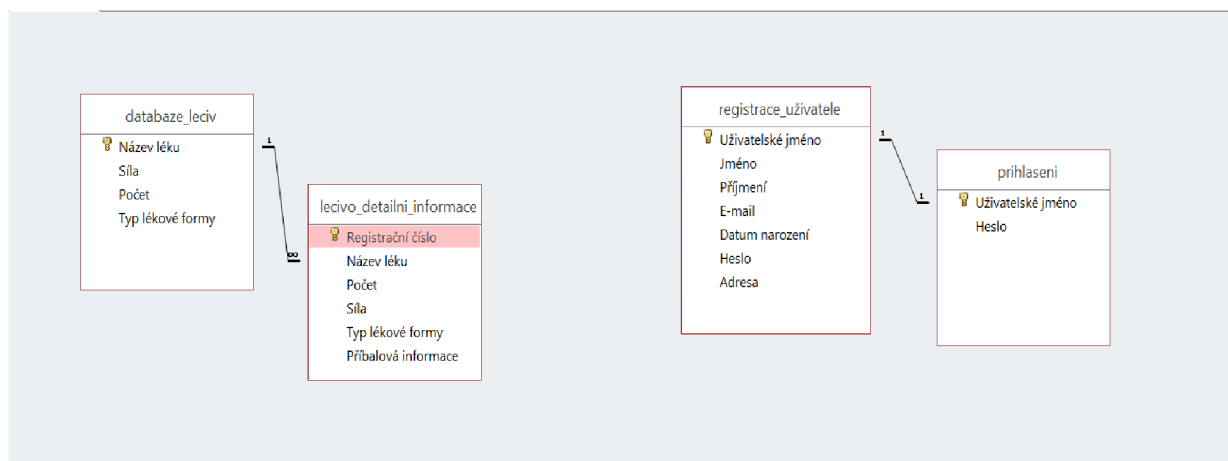 databaze_leciv
Název léku
Síla
Počet
Typ lékové formy
1
∞
lecivo_detailni_informace
Registrační číslo
Název léku
Počet
Síla
Typ lékové formy
Příbalová informace
registrace_uživatele
Uživatelské jméno
Jméno
Příjmení
E-mail
Datum narození
Heslo
Adresa
1
1
prihlaseni
Uživatelské jméno
Heslo